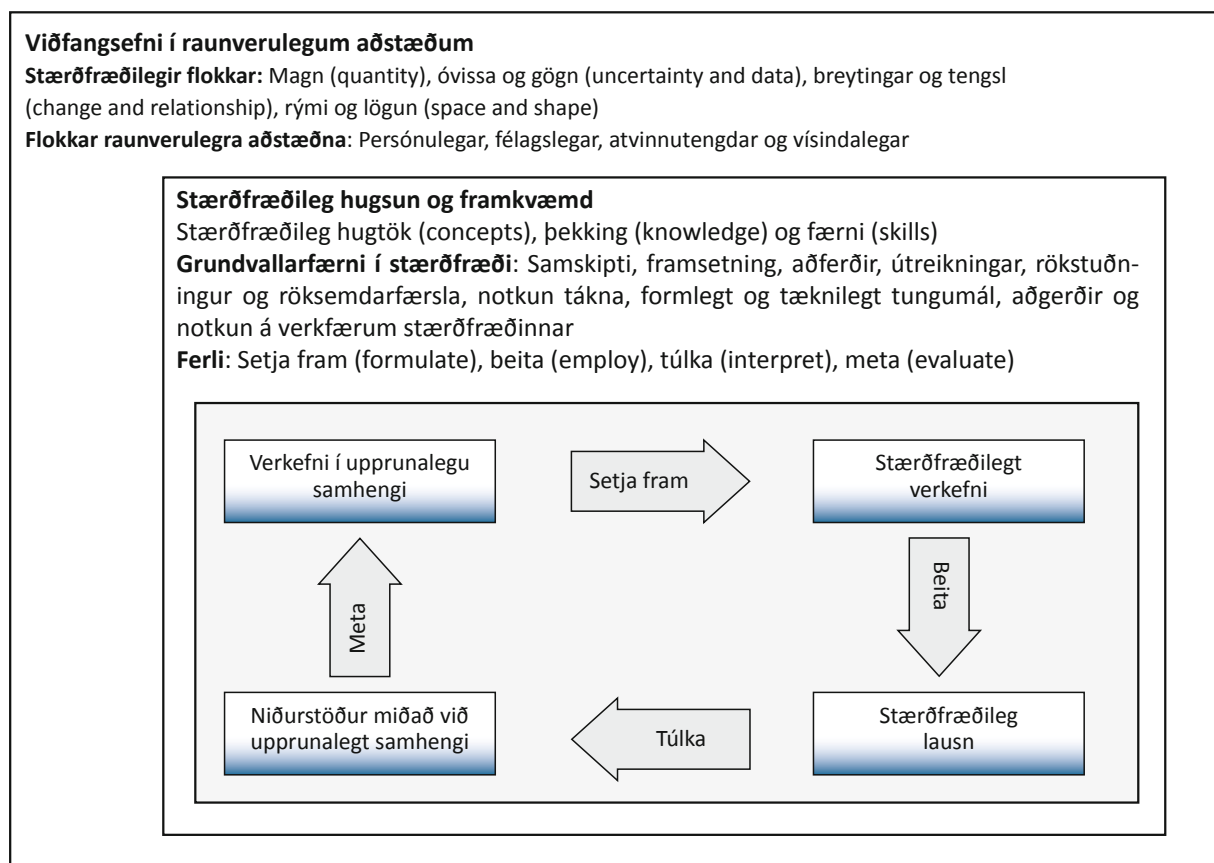 Viðfangsefni í raunverulegum aðstæðum
Stærðfræðilegir flokkar: Magn (quantity), óvissa og gögn (uncertainty and data), breytingar og tengsl
(change and relationship), rými og lögun (space and shape)
Flokkar raunverulegra aðstæðna: Persónulegar, félagslegar, atvinnutengdar og vísindalegar
Stærðfræðileg hugsun og framkvæmd
Stærðfræðileg hugtök (concepts), þekking (knowledge) og færni (skills)
Grundvallarfærni í stærðfræði: Samskipti, framsetning, aðferðir, útreikningar, rökstuðn-
ingur og röksemdarfærsla, notkun tákna, formlegt og tæknilegt tungumál, aðgerðir og
notkun á verkfærum stærðfræðinnar
Ferli: Setja fram (formulate), beita (employ), túlka (interpret), meta (evaluate)
Verkefni í upprunalegu
samhengi
Setja fram
Stærðfræðilegt
verkefni
Beita
Meta
Niðurstöður miðað við
upprunalegt samhengi
Túlka
Stærðfræðileg
lausn